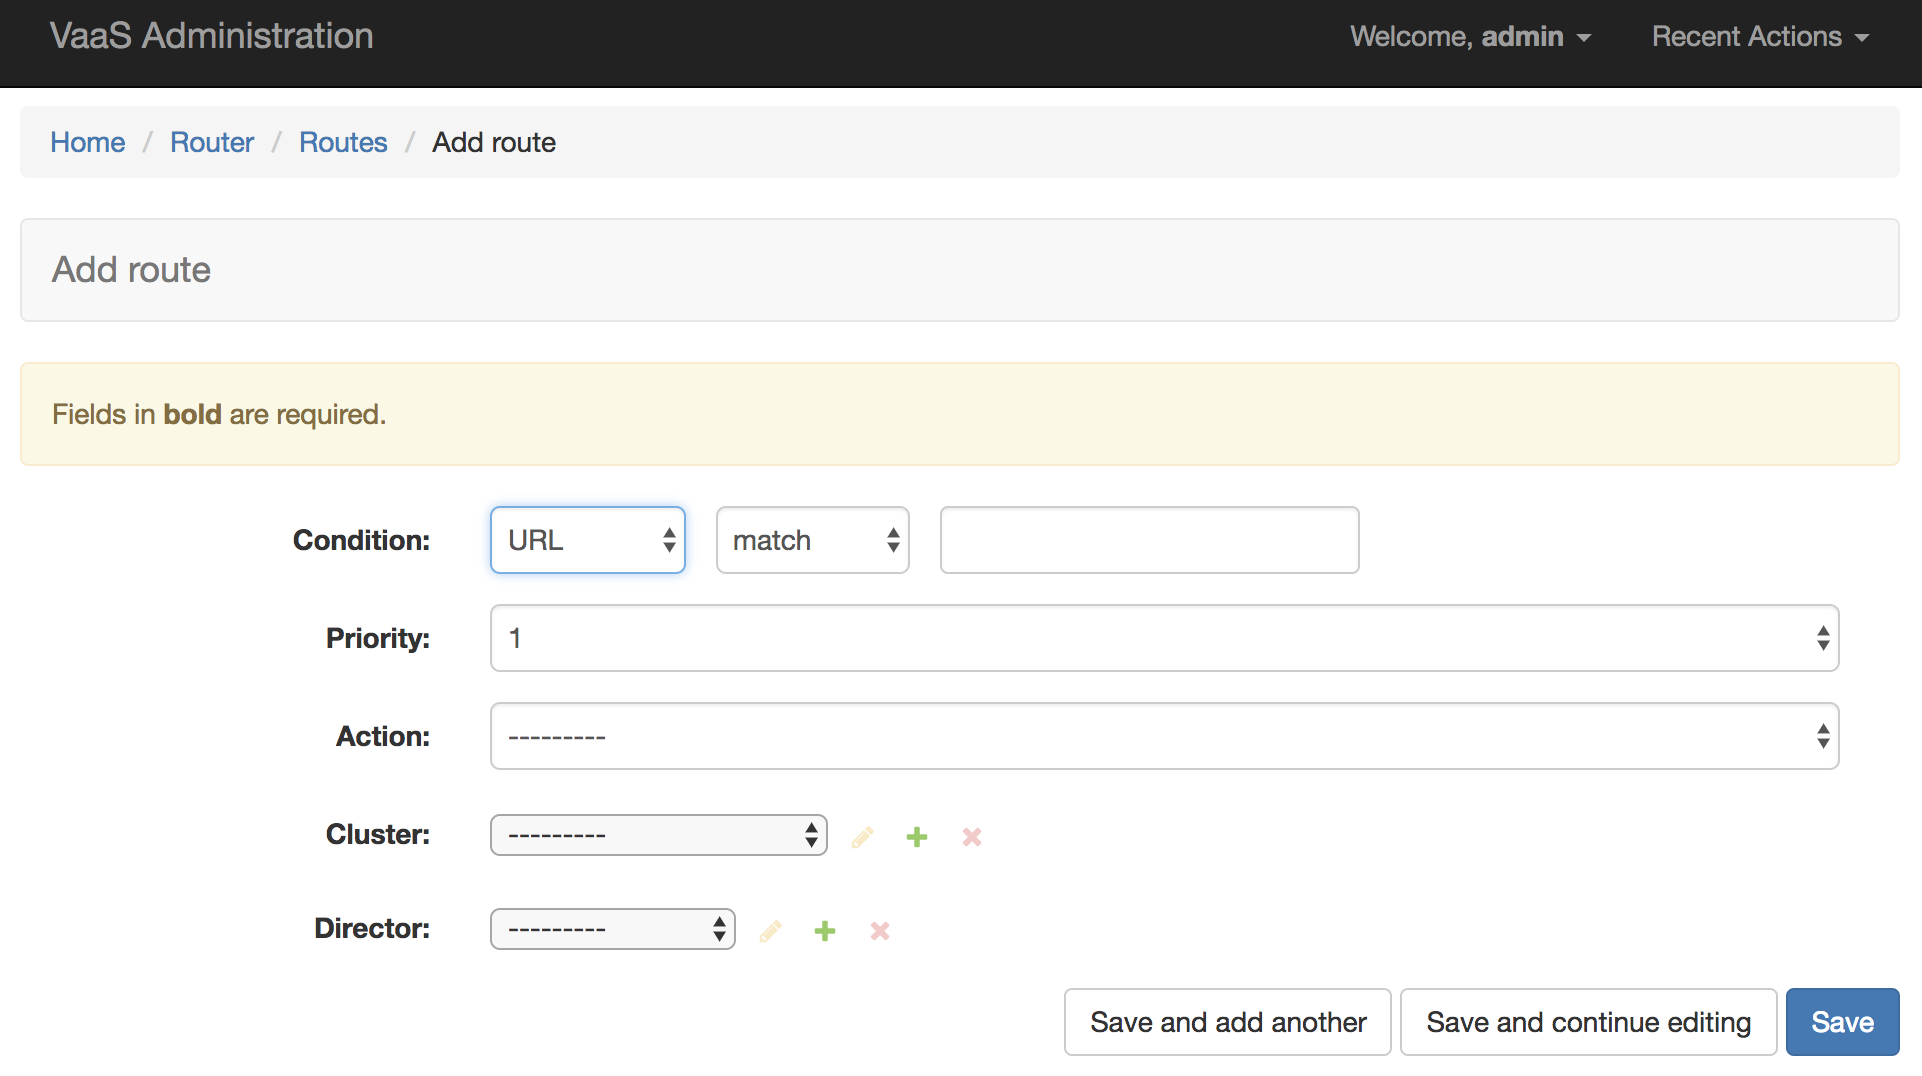 VaaS Administration Welcome, admin Recent Actions
Home / Router / Routes / Add route
Add route
Fields in bold are required.
Condition: URL match
Priority: 1
Action: ---------
Cluster: ---------
Director: ---------
Save and add another Save and continue editing Save